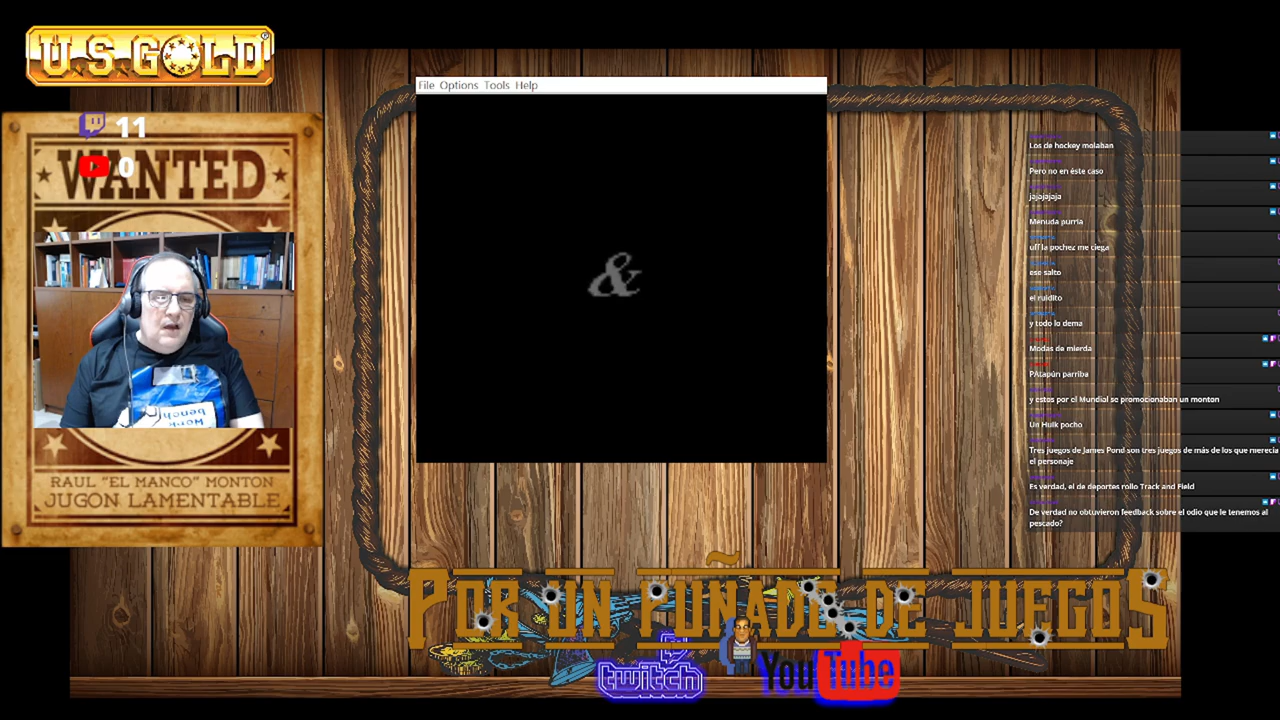 U.S. GOLD
11
0
WANTED
RAUL "EL MANCO" MONTON
JUGON LAMENTABLE
File Options Tools Help
&
Los de hockey molaban
Pero no en éste caso
jajajajaja
Menuda purria
uff la pochez me ciega
ese salto
el ruidito
y todo lo dema
Modas de mierda
PAtapún parriba
y estos por el Mundial se promocionaban un monton
Un Hulk pocho
Tres juegos de James Pond son tres juegos de más de los que merecia
el personaje
Es verdad, el de deportes rollo Track and Field
De verdad no obtuvieron feedback sobre el odio que le tenemos al
pescado?
POR UN PUÑADO DE JUEGOS
twitch
YouTube